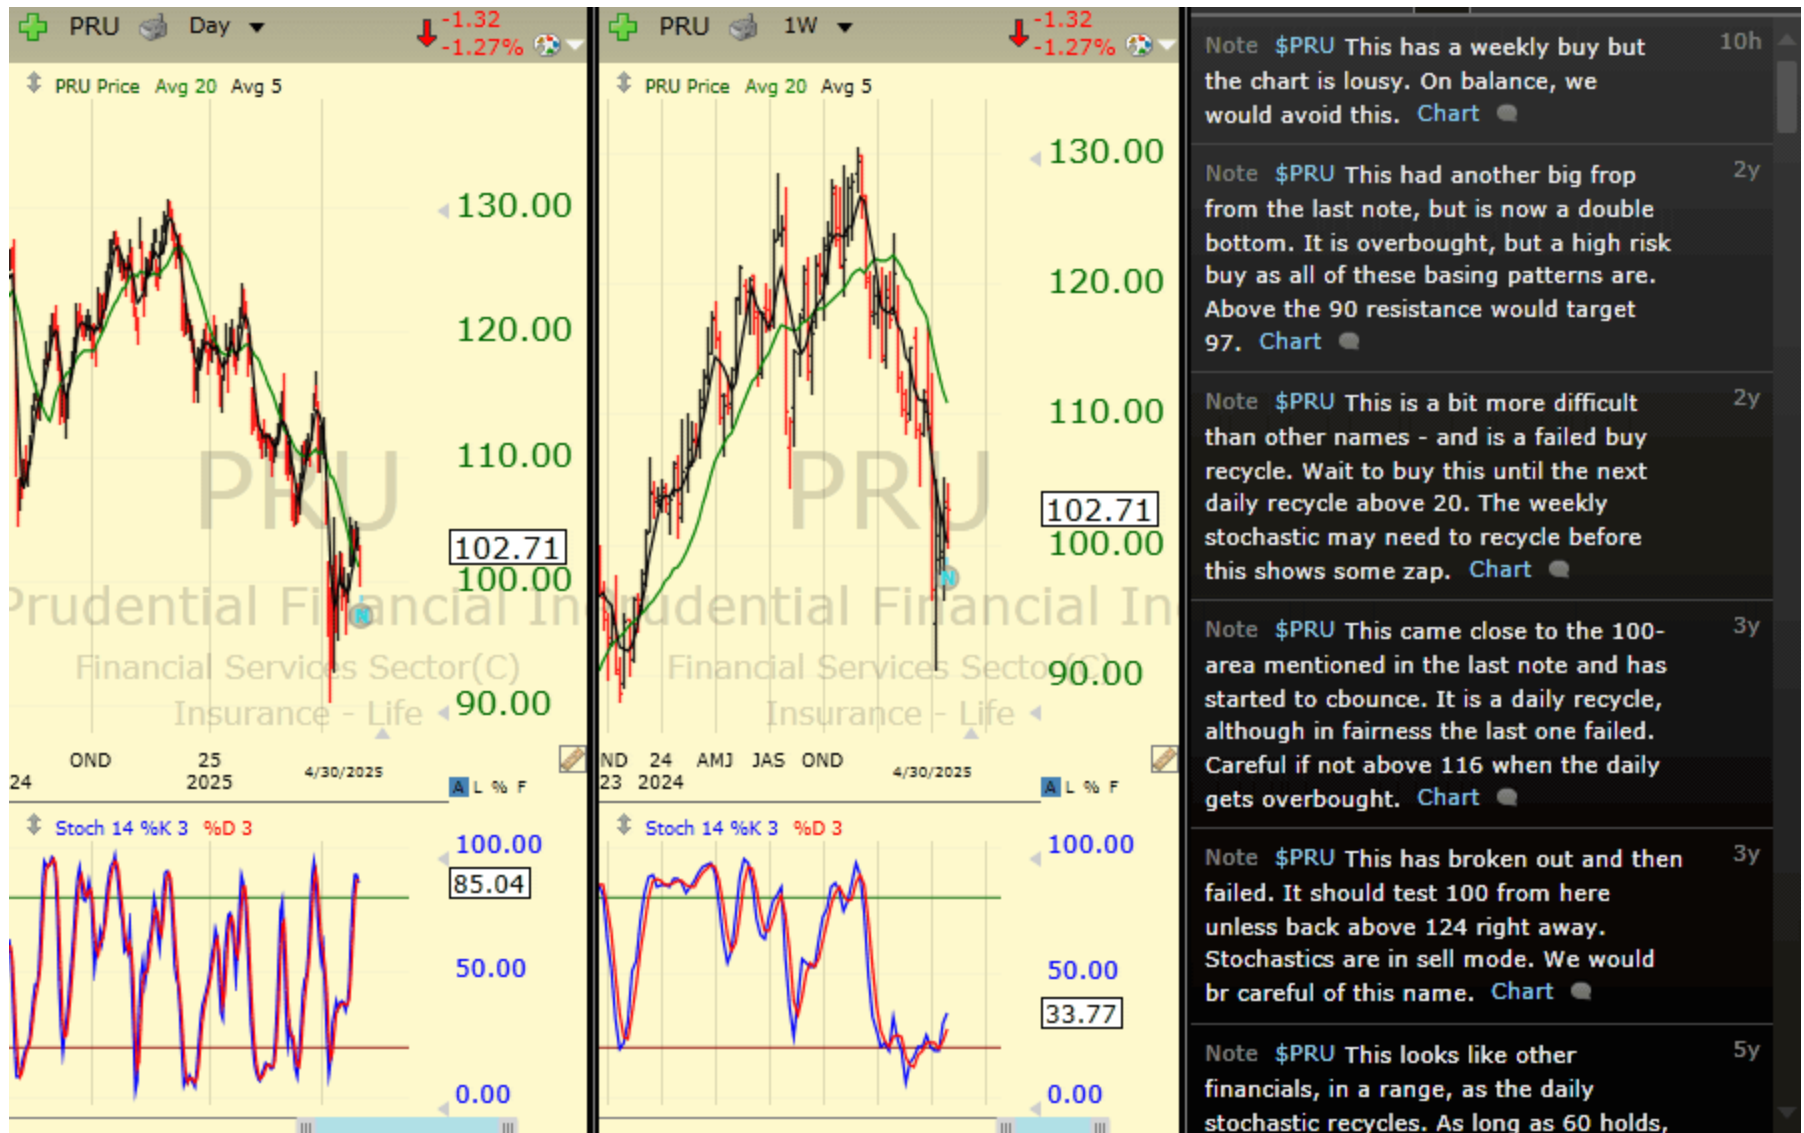 PRU Day
-1.32
-1.27%
PRU Price Avg 20 Avg 5
130.00
120.00
110.00
102.71
100.00
90.00
PRU
Prudential Financial In
Financial Services Sector(C)
Insurance - Life
N
OND 25
24 2025 4/30/2025
A L % F
Stoch 14 %K 3 %D 3
100.00
85.04
50.00
0.00
PRU 1W
-1.32
-1.27%
PRU Price Avg 20 Avg 5
130.00
120.00
110.00
102.71
100.00
90.00
PRU
rudential Financial In
Financial Services Sector(C)
Insurance - Life
N
ND 24 AMJ JAS OND
23 2024 4/30/2025
A L % F
Stoch 14 %K 3 %D 3
100.00
50.00
33.77
0.00
Note $PRU This has a weekly buy but 10h
the chart is lousy. On balance, we
would avoid this. Chart
Note $PRU This had another big frop 2y
from the last note, but is now a double
bottom. It is overbought, but a high risk
buy as all of these basing patterns are.
Above the 90 resistance would target
97. Chart
Note $PRU This is a bit more difficult 2y
than other names - and is a failed buy
recycle. Wait to buy this until the next
daily recycle above 20. The weekly
stochastic may need to recycle before
this shows some zap. Chart
Note $PRU This came close to the 100- 3y
area mentioned in the last note and has
started to cbounce. It is a daily recycle,
although in fairness the last one failed.
Careful if not above 116 when the daily
gets overbought. Chart
Note $PRU This has broken out and then 3y
failed. It should test 100 from here
unless back above 124 right away.
Stochastics are in sell mode. We would
br careful of this name. Chart
Note $PRU This looks like other 5y
financials, in a range, as the daily
stochastic recycles. As long as 60 holds,